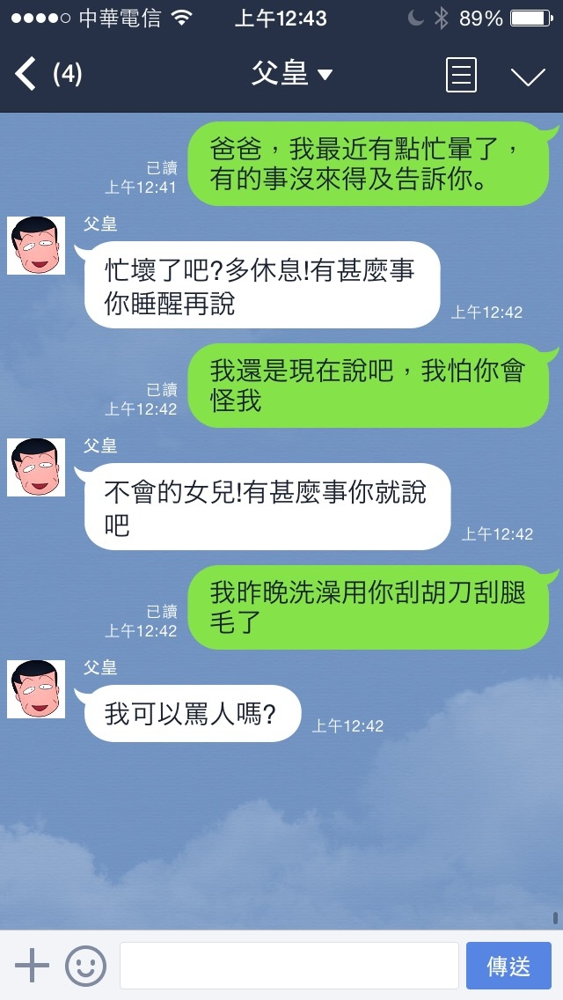 中華電信 上午12:43 89%
(4) 父皇
爸爸，我最近有點忙暈了，
有的事沒來得及告訴你。
已讀
上午12:41
父皇
忙壞了吧?多休息!有甚麼事
你睡醒再說
上午12:42
我還是現在說吧，我怕你會
怪我
已讀
上午12:42
父皇
不會的女兒!有甚麼事你就說
吧
上午12:42
我昨晚洗澡用你刮胡刀刮腿
毛了
已讀
上午12:42
父皇
我可以罵人嗎?
上午12:42
傳送